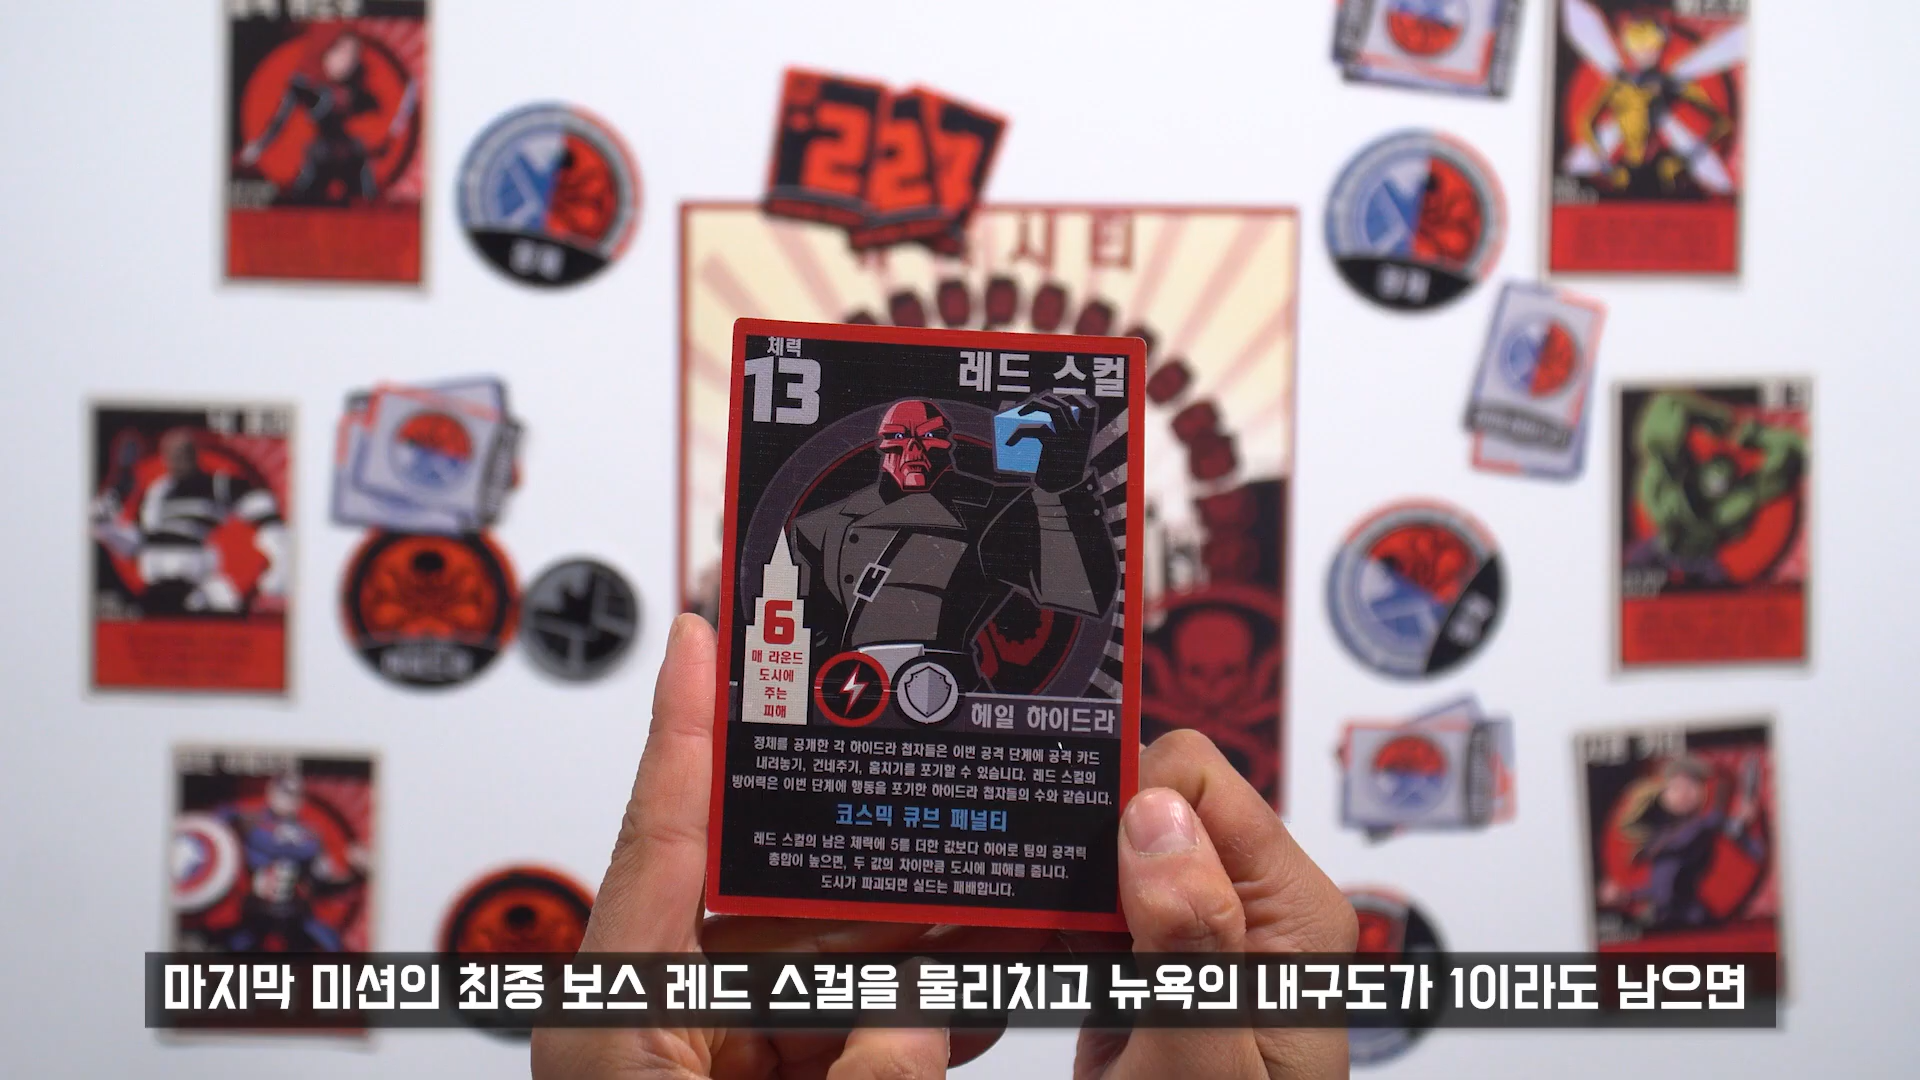 체력
13
레드 스컬
6
매 라운드
도시에
주는
피해
헤일 하이드라
정체를 공개한 각 하이드라 첩자들은 이번 공격 단계에 공격 카드
내려놓기, 건네주기, 훔치기를 포기할 수 있습니다. 레드 스컬의
방어력은 이번 단계에 행동을 포기한 하이드라 첩자들의 수와 같습니다.
코스믹 큐브 페널티
레드 스컬의 남은 체력에 5를 더한 값보다 히어로 팀의 공격력
총합이 높으면, 두 값의 차이만큼 도시에 피해를 줍니다.
도시가 파괴되면 실드는 패배합니다.
시티
마지막 미션의 최종 보스 레드 스컬을 물리치고 뉴욕의 내구도가 1이라도 남으면